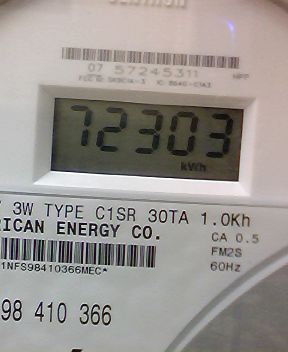 07 57245311
72303
kWh
3W TYPE C1SR 30TA 1.0Kh
RICAN ENERGY CO.
CA 0.5
FM2S
60Hz
1NFS98410366MEC*
98 410 366